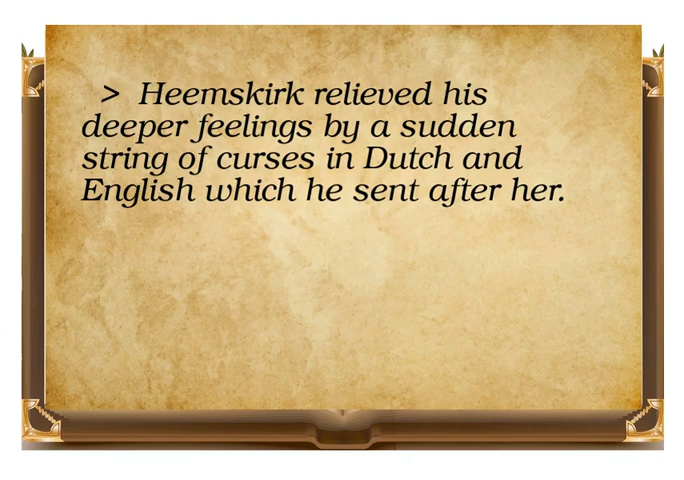 > Heemskirk relieved his
deeper feelings by a sudden
string of curses in Dutch and
English which he sent after her.